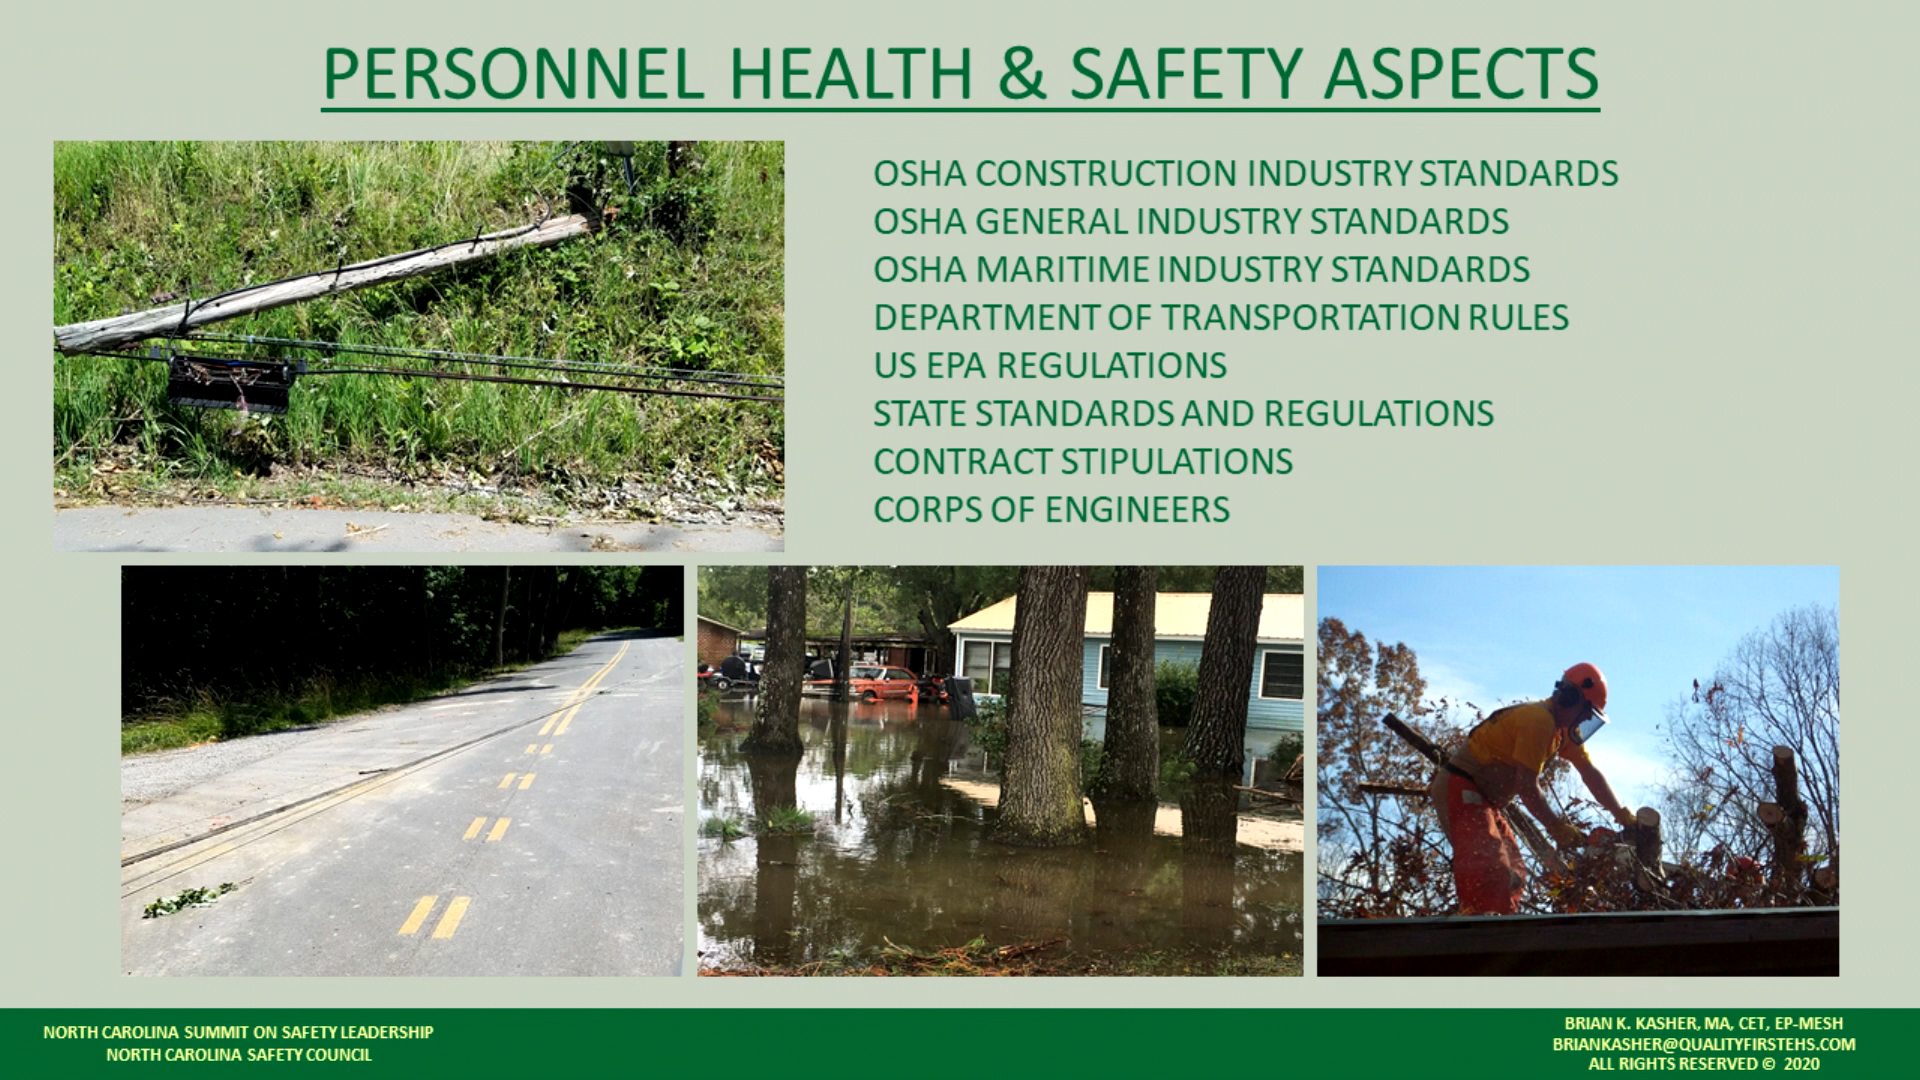 PERSONNEL HEALTH & SAFETY ASPECTS
OSHA CONSTRUCTION INDUSTRY STANDARDS
OSHA GENERAL INDUSTRY STANDARDS
OSHA MARITIME INDUSTRY STANDARDS
DEPARTMENT OF TRANSPORTATION RULES
US EPA REGULATIONS
STATE STANDARDS AND REGULATIONS
CONTRACT STIPULATIONS
CORPS OF ENGINEERS
NORTH CAROLINA SUMMIT ON SAFETY LEADERSHIP
NORTH CAROLINA SAFETY COUNCIL
BRIAN K. KASHER, MA, CET, EP-MESH
BRIANKASHER@QUALITYFIRSTEHS.COM
ALL RIGHTS RESERVED © 2020